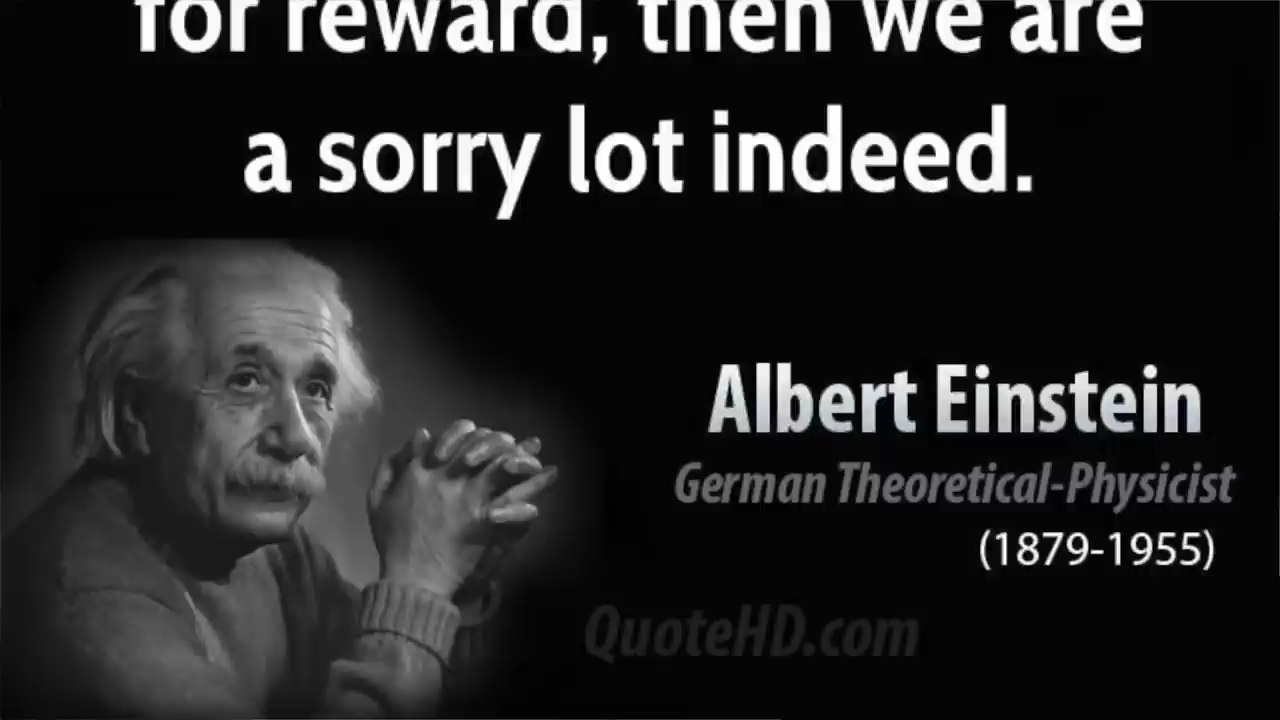 for reward, then we are
a sorry lot indeed.
Albert Einstein
German Theoretical-Physicist
(1879-1955)
QuoteHD.com